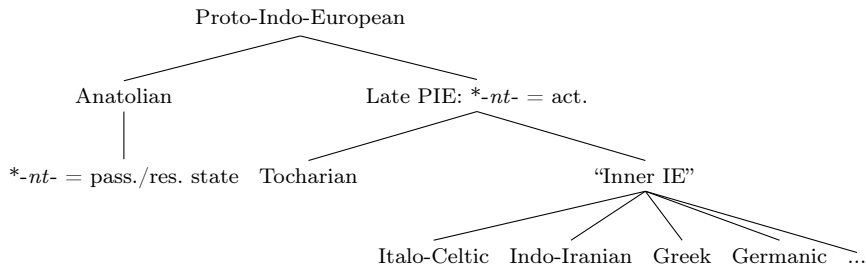 Proto-Indo-European
Anatolian Late PIE: *-nt- = act.
*-nt- = pass./res. state Tocharian “Inner IE”
Italo-Celtic Indo-Iranian Greek Germanic ...